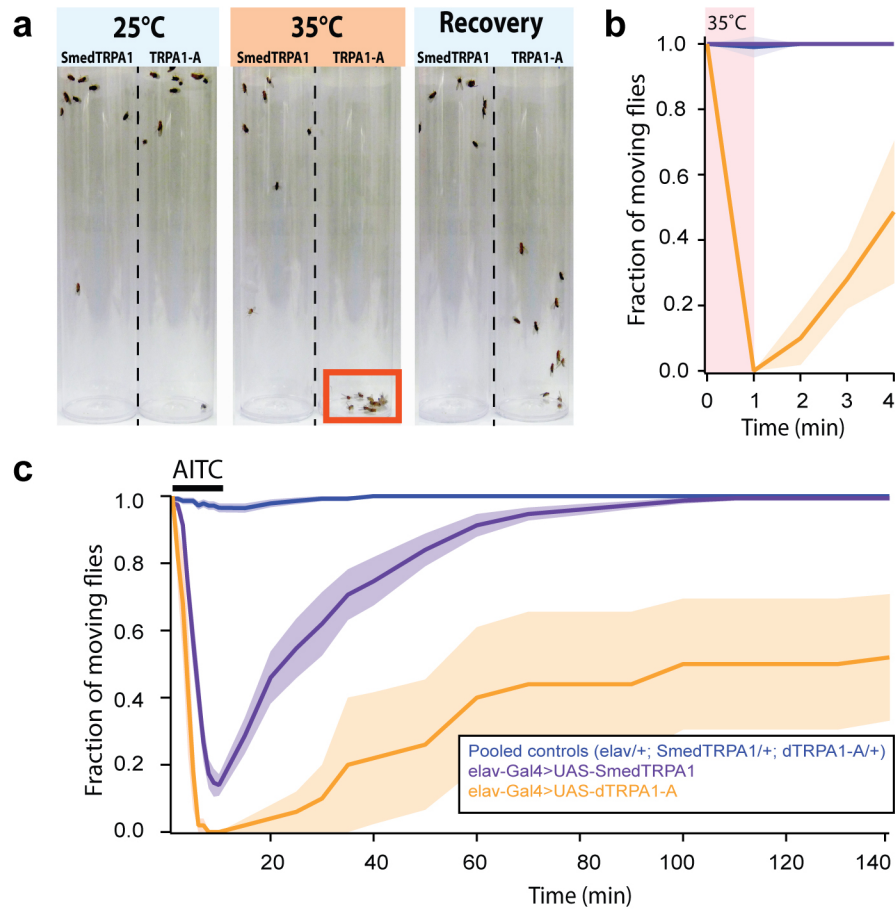 a
25°C
SmedTRPA1 TRPA1-A
35°C
SmedTRPA1 TRPA1-A
Recovery
SmedTRPA1 TRPA1-A
b
35˚C
1.0
0.8
0.6
0.4
0.2
0.0
Fraction of moving flies
0 1 2 3 4
Time (min)
c
AITC
1.0
0.8
0.6
0.4
0.2
0.0
Fraction of moving flies
20 40 60 80 100 120 140
Time (min)
Pooled controls (elav/+; SmedTRPA1/+; dTRPA1-A/+)
elav-Gal4>UAS-SmedTRPA1
elav-Gal4>UAS-dTRPA1-A